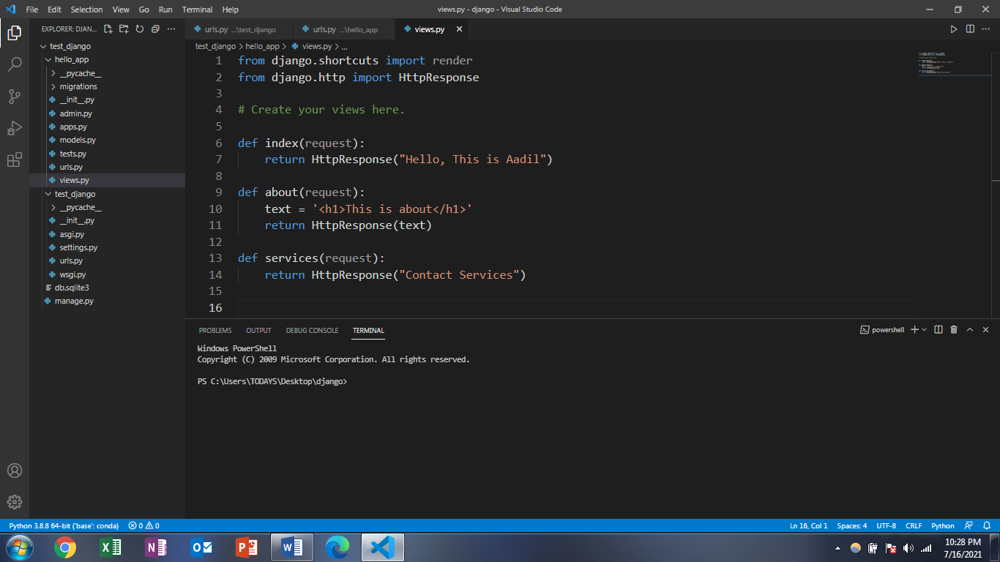 File Edit Selection View Go Run Terminal Help
views.py - django - Visual Studio Code
EXPLORER: DJAN...
urls.py ...\test_django
urls.py ...\hello_app
views.py
test_django > hello_app > views.py > ...
test_django
hello_app
__pycache__
migrations
__init__.py
admin.py
apps.py
models.py
tests.py
urls.py
views.py
test_django
__pycache__
__init__.py
asgi.py
settings.py
urls.py
wsgi.py
db.sqlite3
manage.py
1 from django.shortcuts import render
2 from django.http import HttpResponse
3
4 # Create your views here.
5
6 def index(request):
7     return HttpResponse("Hello, This is Aadil")
8
9 def about(request):
10     text = '<h1>This is about</h1>'
11     return HttpResponse(text)
12
13 def services(request):
14     return HttpResponse("Contact Services")
15
16
PROBLEMS OUTPUT DEBUG CONSOLE TERMINAL
powershell
Windows PowerShell
Copyright (C) 2009 Microsoft Corporation. All rights reserved.
PS C:\Users\TODAYS\Desktop\django>
Python 3.8.8 64-bit ('base': conda) 0 0
Ln 16, Col 1 Spaces: 4 UTF-8 CRLF Python
10:28 PM
7/16/2021